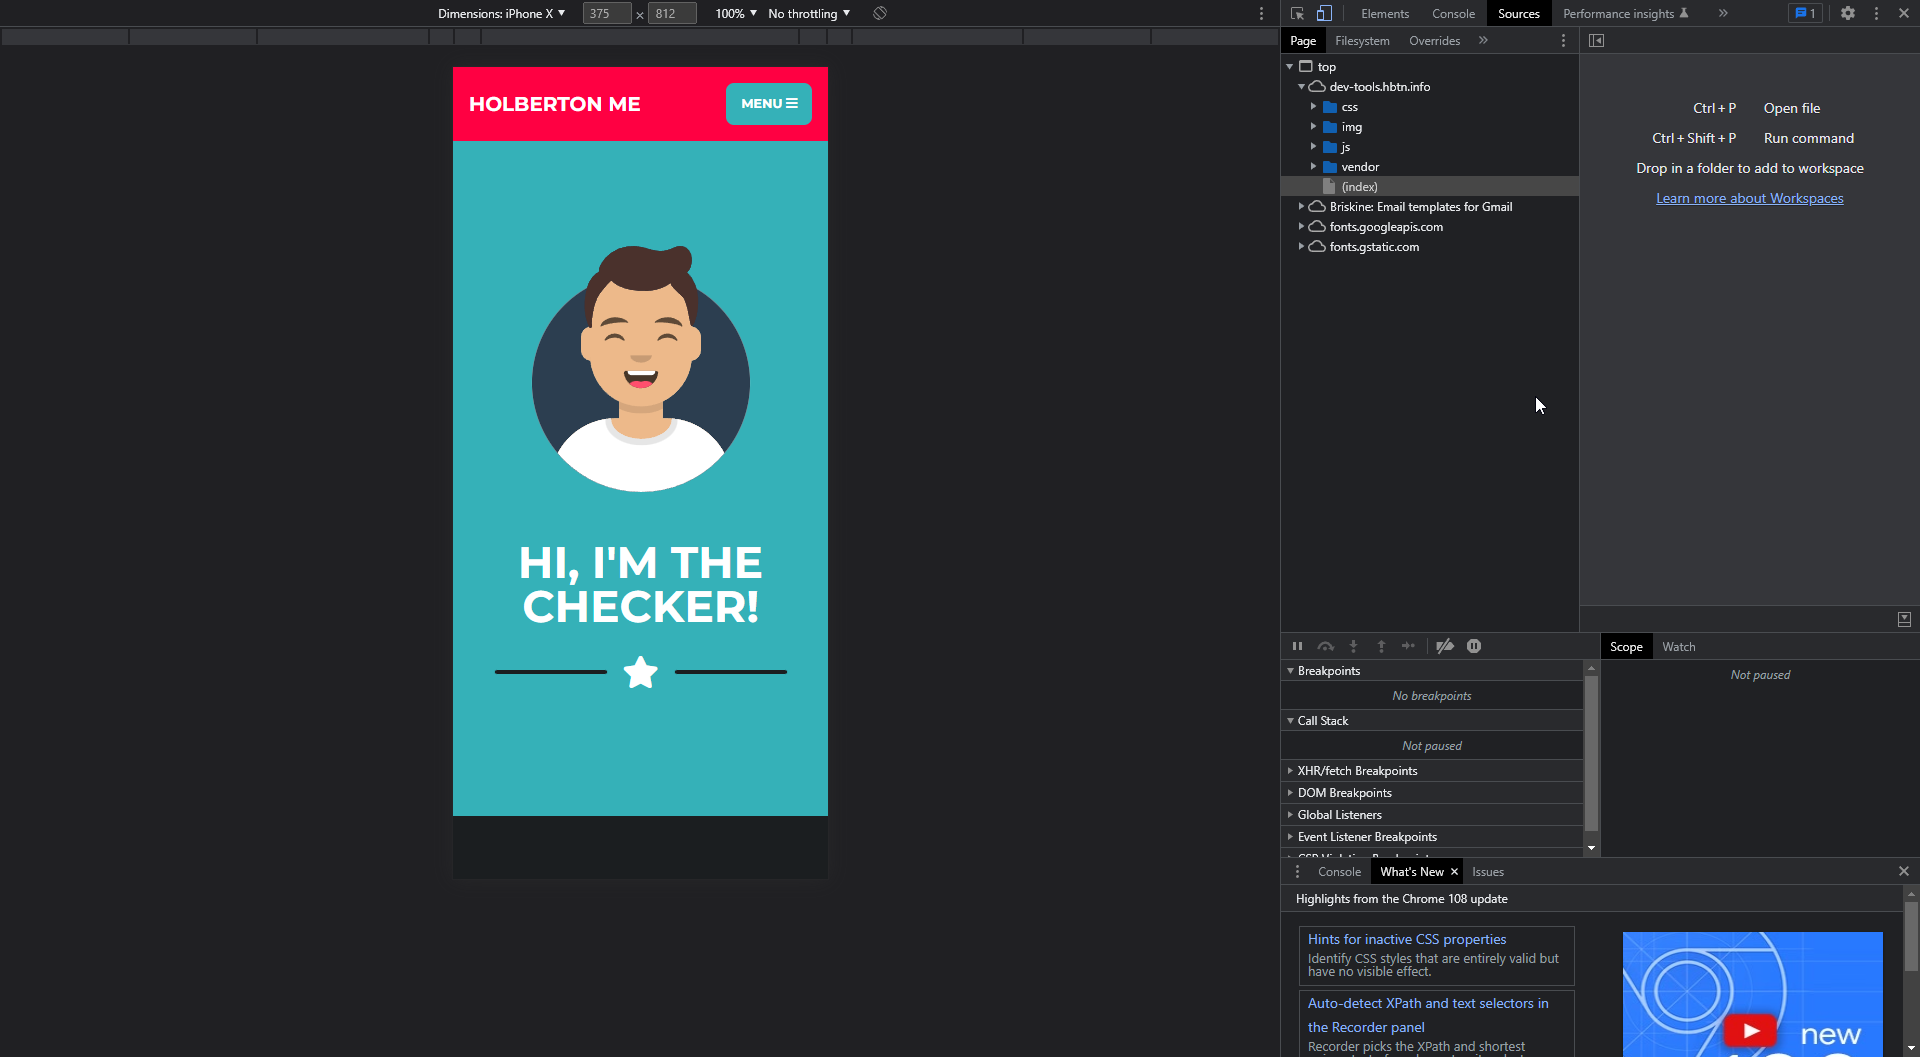 Dimensions: iPhone X ▼ 375 × 812 100% ▼ No throttling ▼
Elements Console Sources Performance insights » 1
Page Filesystem Overrides »
top
dev-tools.hbtn.info
css
img
js
vendor
(index)
Briskine: Email templates for Gmail
fonts.googleapis.com
fonts.gstatic.com
Ctrl + P Open file
Ctrl + Shift + P Run command
Drop in a folder to add to workspace
Learn more about Workspaces
HOLBERTON ME
MENU
HI, I'M THE
CHECKER!
Scope Watch
Not paused
Breakpoints
No breakpoints
Call Stack
Not paused
XHR/fetch Breakpoints
DOM Breakpoints
Global Listeners
Event Listener Breakpoints
Console What's New × Issues
Highlights from the Chrome 108 update
Hints for inactive CSS properties
Identify CSS styles that are entirely valid but
have no visible effect.
Auto-detect XPath and text selectors in
the Recorder panel
Recorder picks the XPath and shortest
new